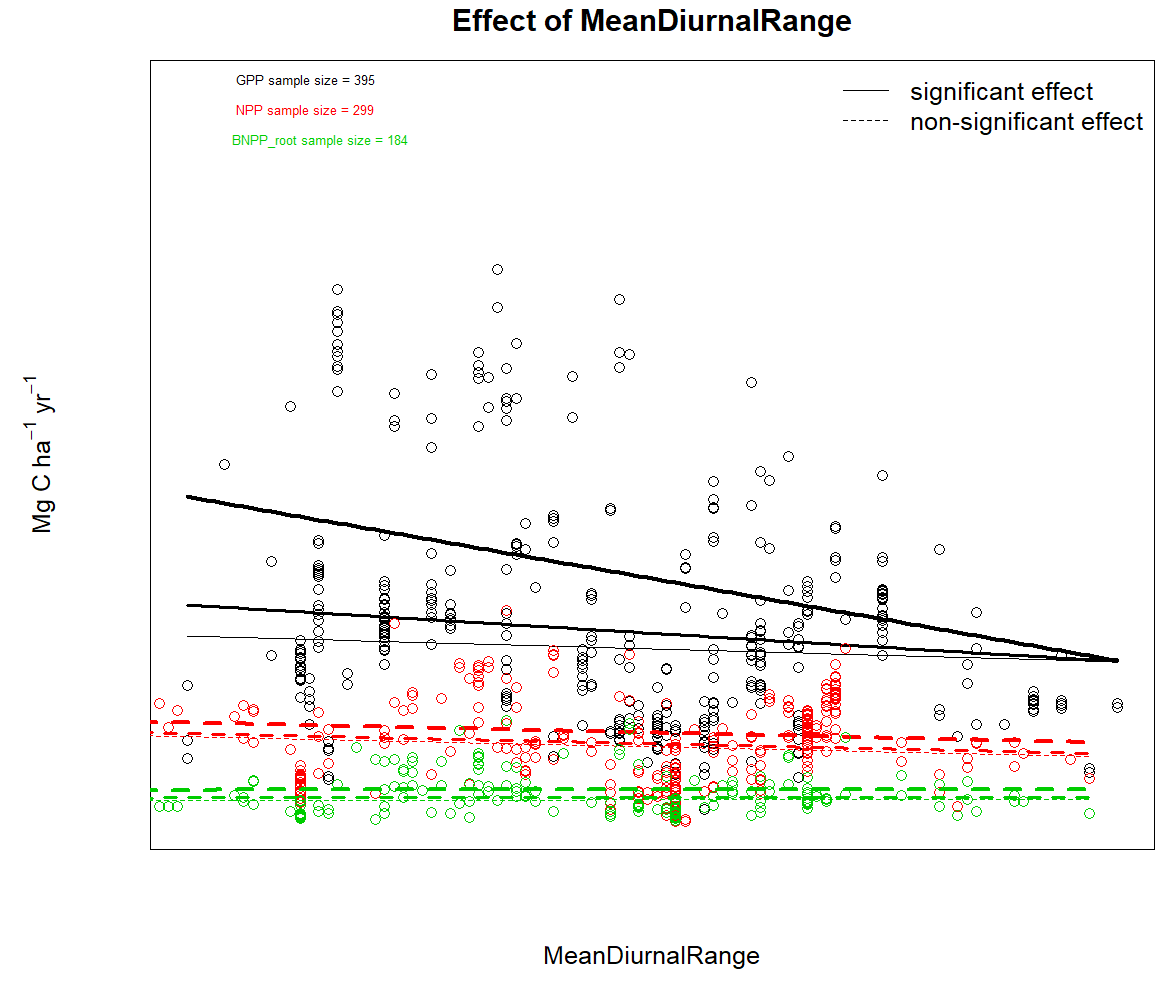 Effect of MeanDiurnalRange
GPP sample size = 395
NPP sample size = 299
BNPP_root sample size = 184
significant effect
non-significant effect
Mg C ha⁻¹ yr⁻¹
MeanDiurnalRange